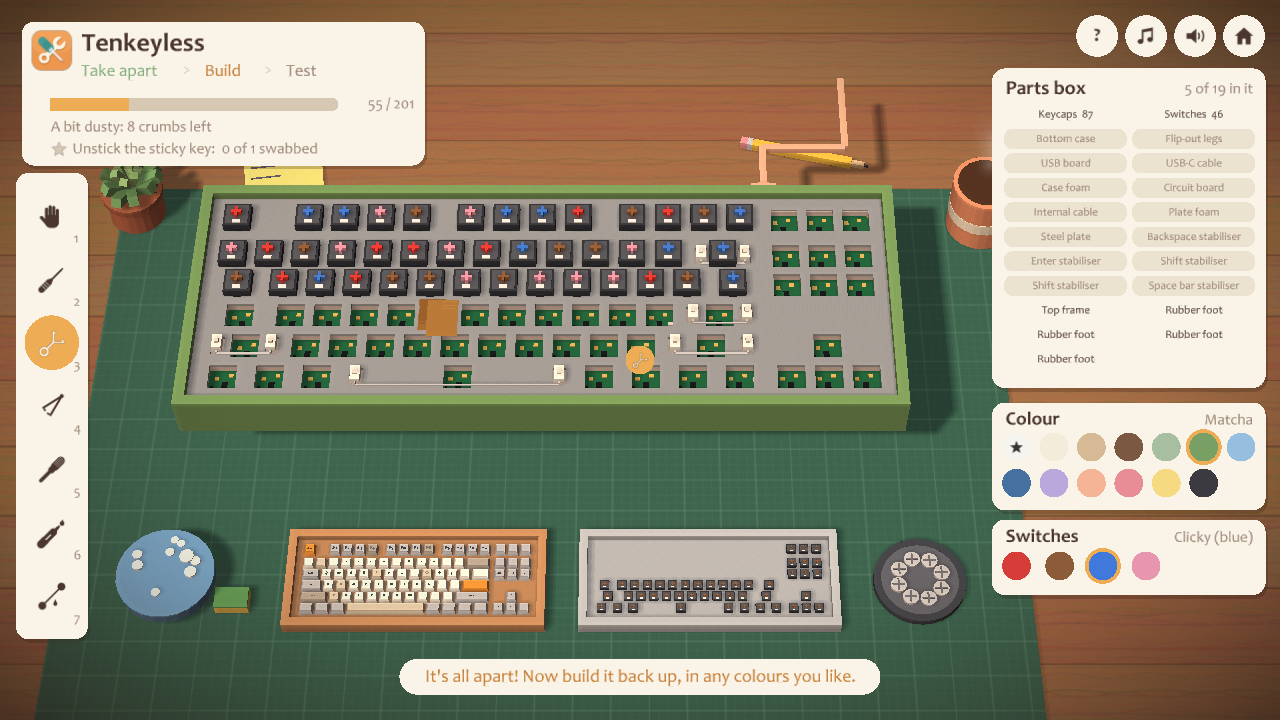 Tenkeyless
Take apart > Build > Test
55 / 201
A bit dusty: 8 crumbs left
Unstick the sticky key: 0 of 1 swabbed
1
2
3
4
5
6
7
?
Parts box 5 of 19 in it
Keycaps 87 Switches 46
Bottom case Flip-out legs
USB board USB-C cable
Case foam Circuit board
Internal cable Plate foam
Steel plate Backspace stabiliser
Enter stabiliser Shift stabiliser
Shift stabiliser Space bar stabiliser
Top frame Rubber foot
Rubber foot Rubber foot
Rubber foot
Colour Matcha
Switches Clicky (blue)
It's all apart! Now build it back up, in any colours you like.